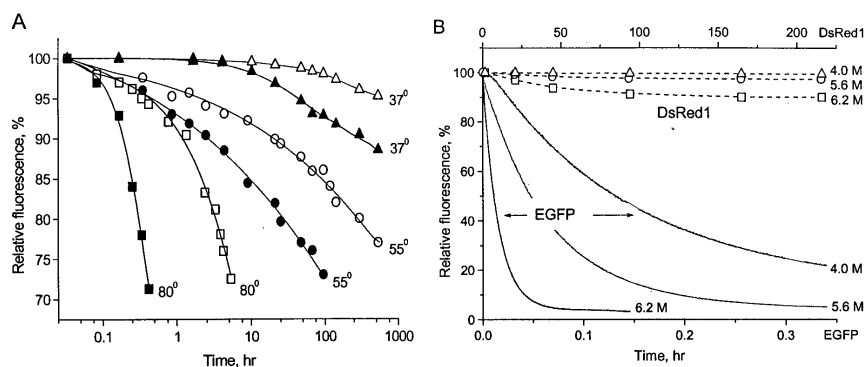 A
Relative fluorescence, %
100
95
90
85
80
75
70
37⁰
37⁰
55⁰
55⁰
80⁰
80⁰
0.1
1
10
100
1000
Time, hr
B
0
50
100
150
200
DsRed1
Relative fluorescence, %
100
80
60
40
20
0
4.0 M
5.6 M
6.2 M
DsRed1
EGFP
4.0 M
5.6 M
6.2 M
0.0
0.1
0.2
0.3
EGFP
Time, hr